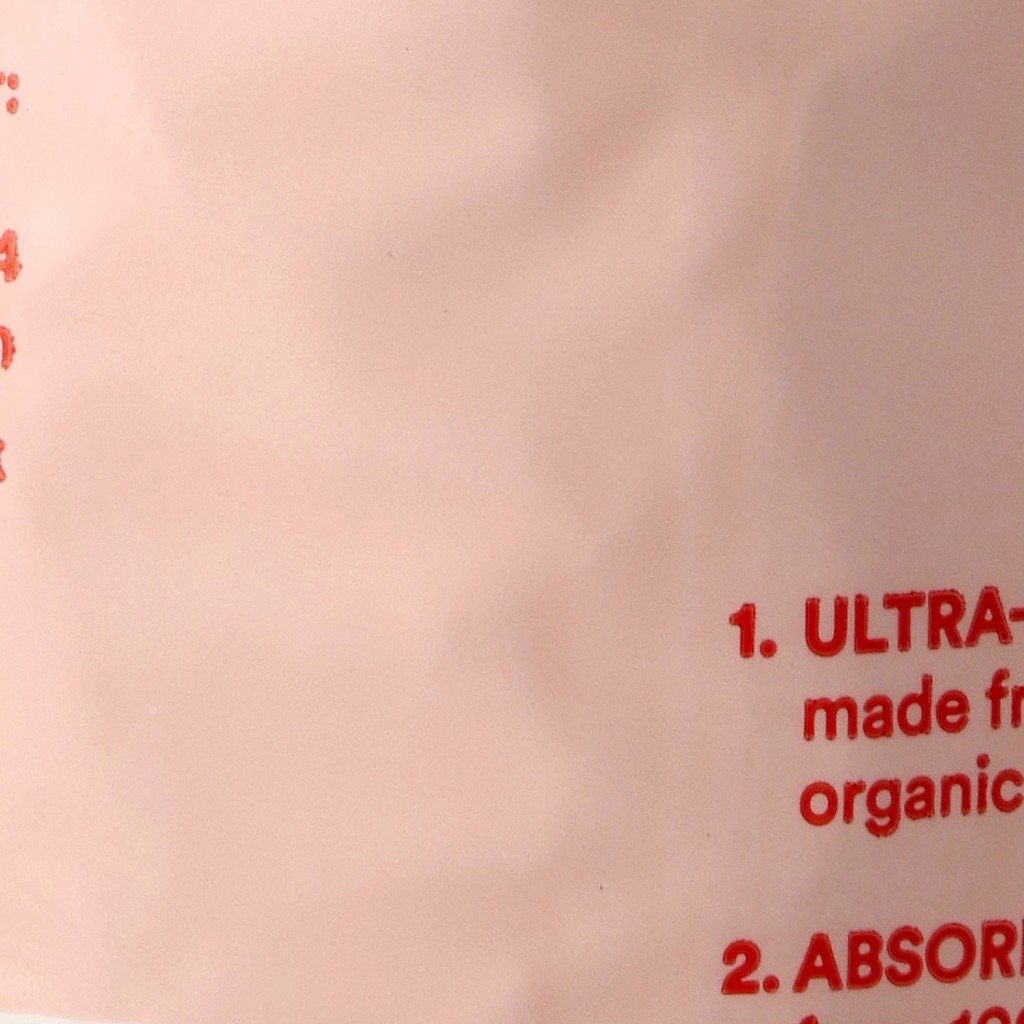 1. ULTRA-
made fr
organic
2. ABSOR